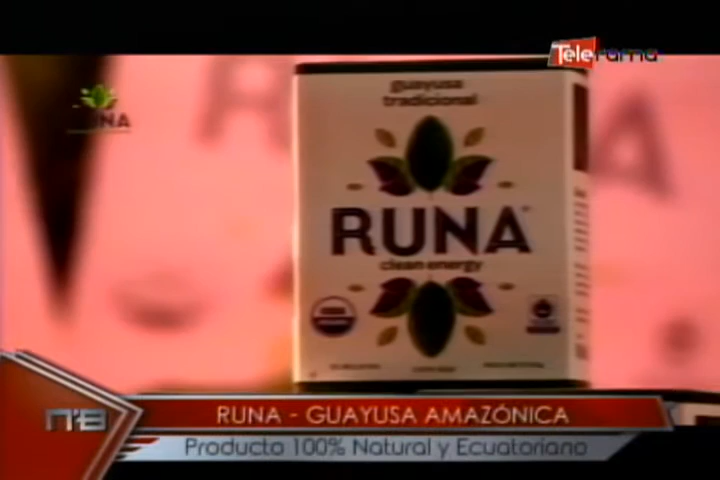 Telerama
RUNA
guayusa
tradicional
RUNA
clean energy
RUNA - GUAYUSA AMAZÓNICA
Producto 100% Natural y Ecuatoriano